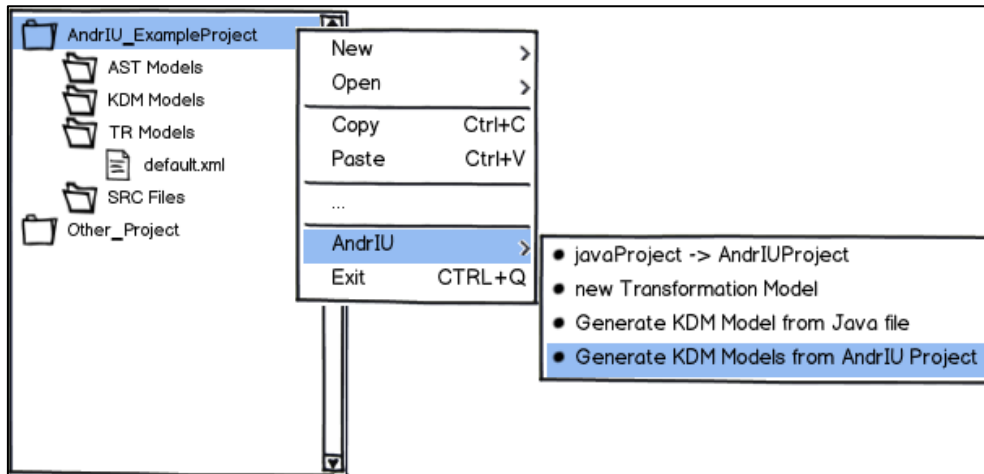 AndrIU_ExampleProject
AST Models
KDM Models
TR Models
default.xml
SRC Files
Other_Project
New
Open
Copy Ctrl+C
Paste Ctrl+V
...
AndrIU
Exit CTRL+Q
javaProject -> AndrIUProject
new Transformation Model
Generate KDM Model from Java file
Generate KDM Models from AndrIU Project